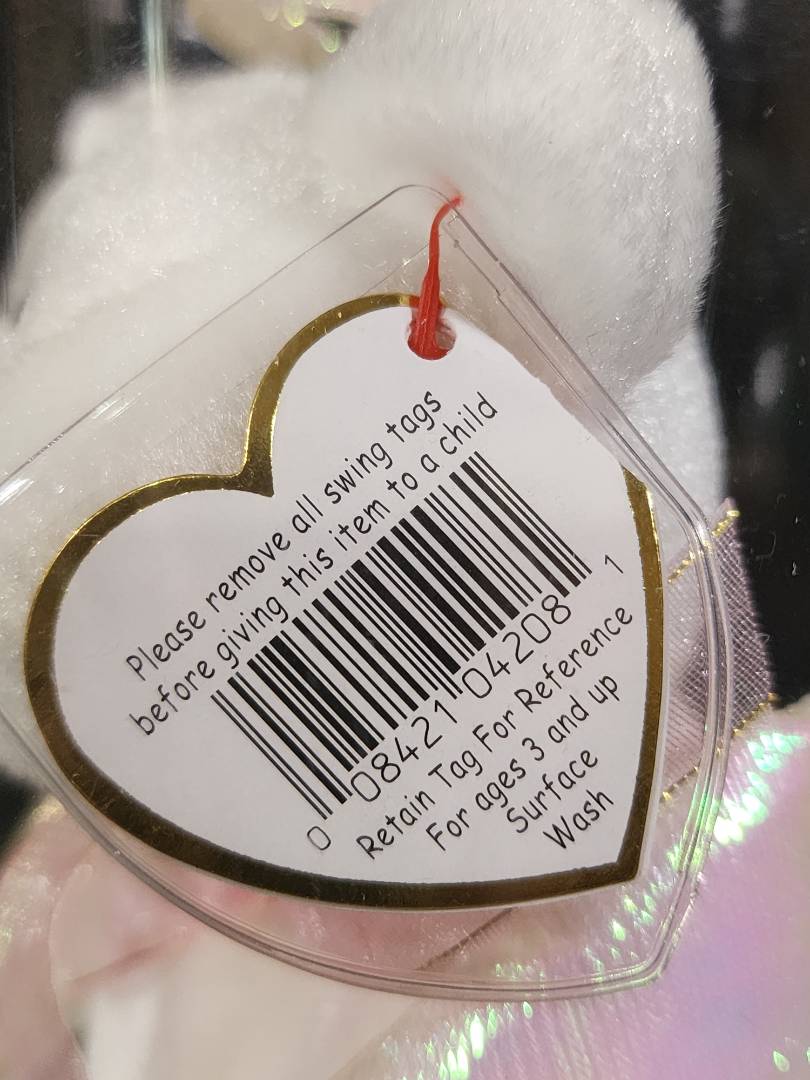 Please remove all swing tags
before giving this item to a child
0 08421 04208 1
Retain Tag For Reference
For ages 3 and up
Surface
Wash